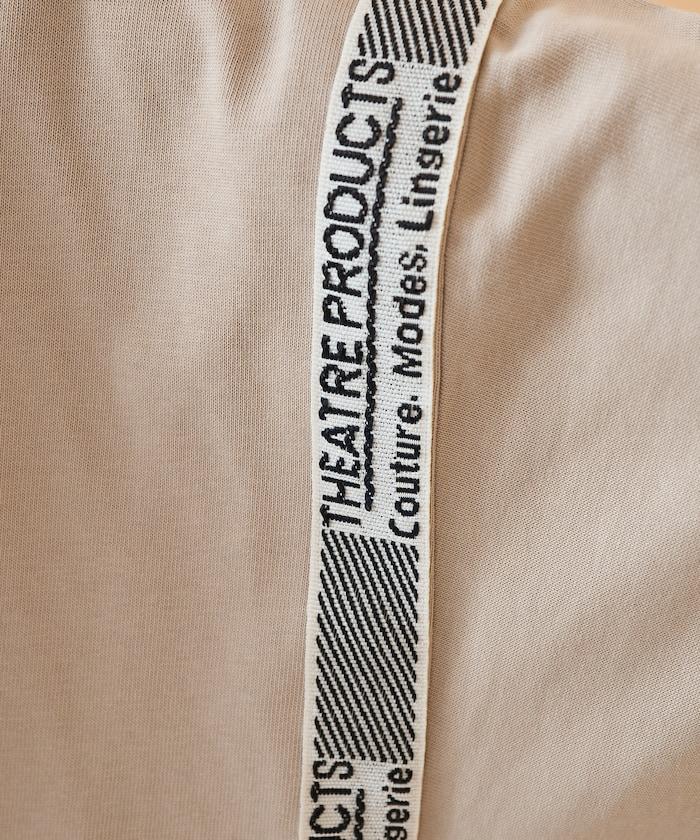 THEATRE PRODUCTS
Couture. Modes. Lingerie
UCTS
gerie